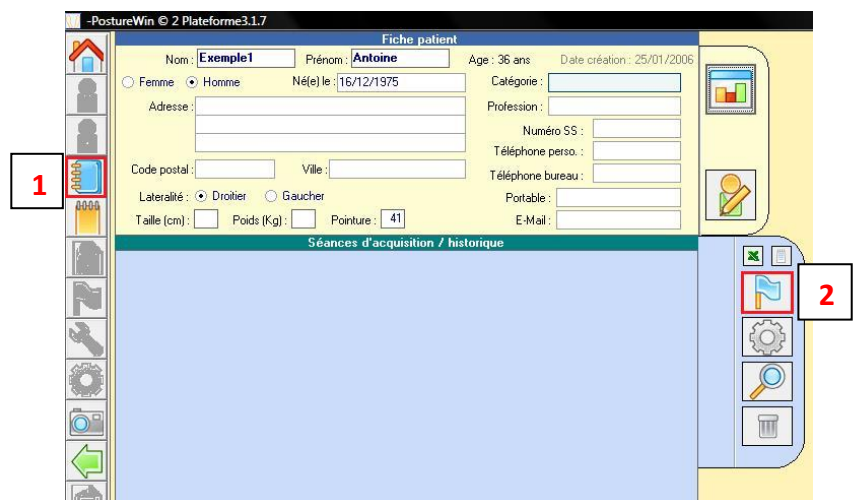 -PostureWin © 2 Plateforme3.1.7
Fiche patient
Nom : Exemple1 Prénom : Antoine Age : 36 ans Date création : 25/01/2006
Femme Homme Né(e) le : 16/12/1975 Catégorie :
Adresse : Profession :
Numéro SS :
Téléphone perso. :
Code postal : Ville : Téléphone bureau :
Lateralité : Droitier Gaucher Portable :
Taille (cm) : Poids (Kg) : Pointure : 41 E-Mail :
Séances d'acquisition / historique
1
2